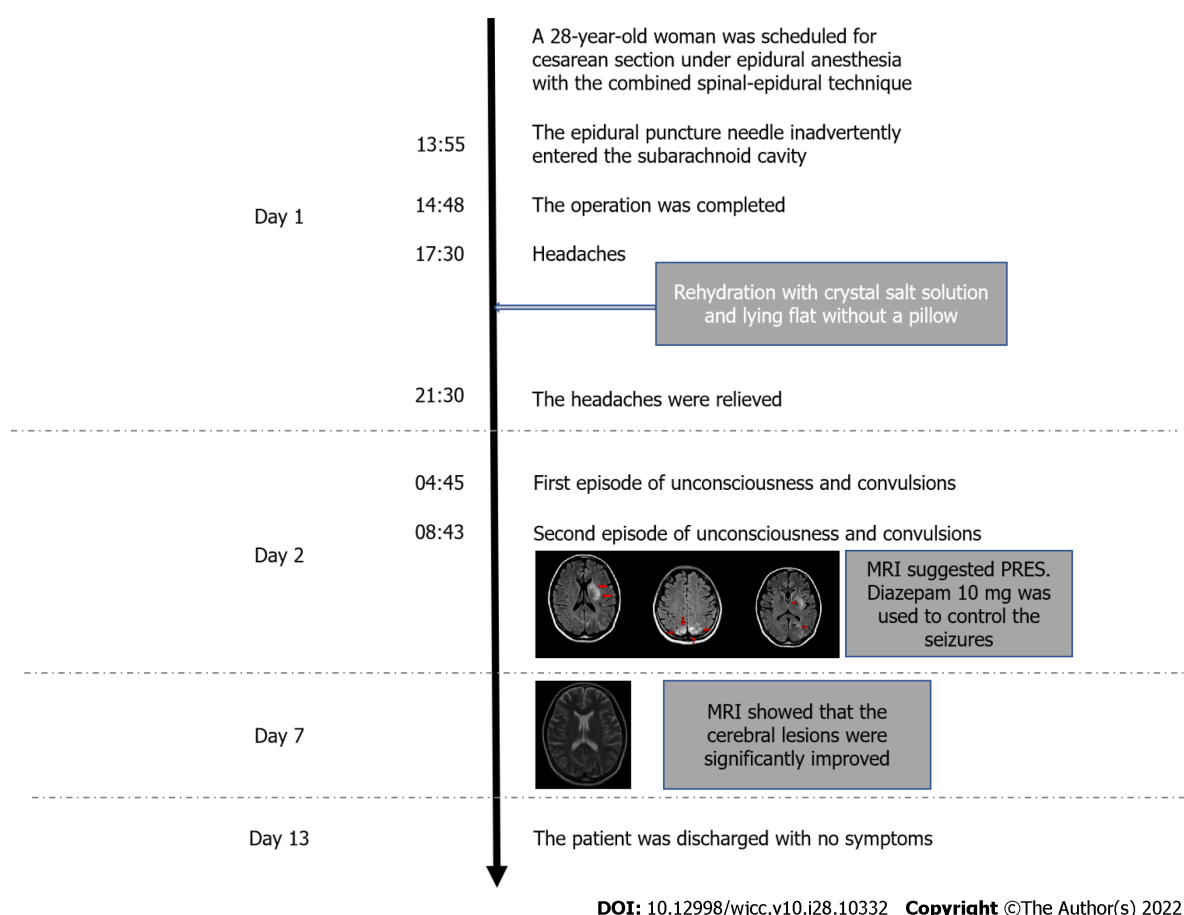 A 28-year-old woman was scheduled for
cesarean section under epidural anesthesia
with the combined spinal-epidural technique
Day 1
13:55
The epidural puncture needle inadvertently
entered the subarachnoid cavity
14:48
The operation was completed
17:30
Headaches
Rehydration with crystal salt solution
and lying flat without a pillow
21:30
The headaches were relieved
Day 2
04:45
First episode of unconsciousness and convulsions
08:43
Second episode of unconsciousness and convulsions
MRI suggested PRES.
Diazepam 10 mg was
used to control the
seizures
Day 7
MRI showed that the
cerebral lesions were
significantly improved
Day 13
The patient was discharged with no symptoms
DOI: 10.12998/wjcc.v10.i28.10332 Copyright ©The Author(s) 2022